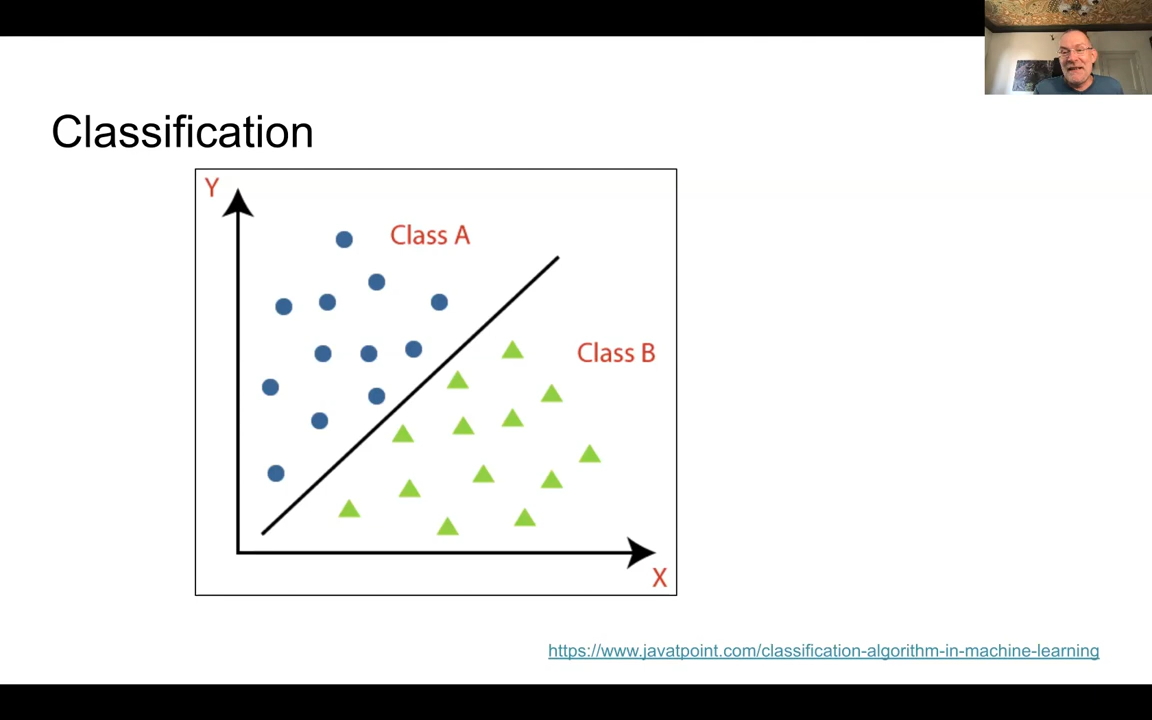 Classification
Y
Class A
Class B
X
https://www.javatpoint.com/classification-algorithm-in-machine-learning